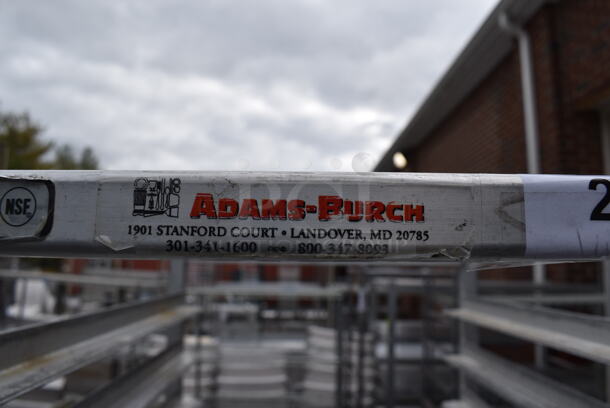 NSF.
ADAMS-BURCH
1901 STANFORD COURT • LANDOVER, MD 20785
301-341-1600 800-347-8093
2